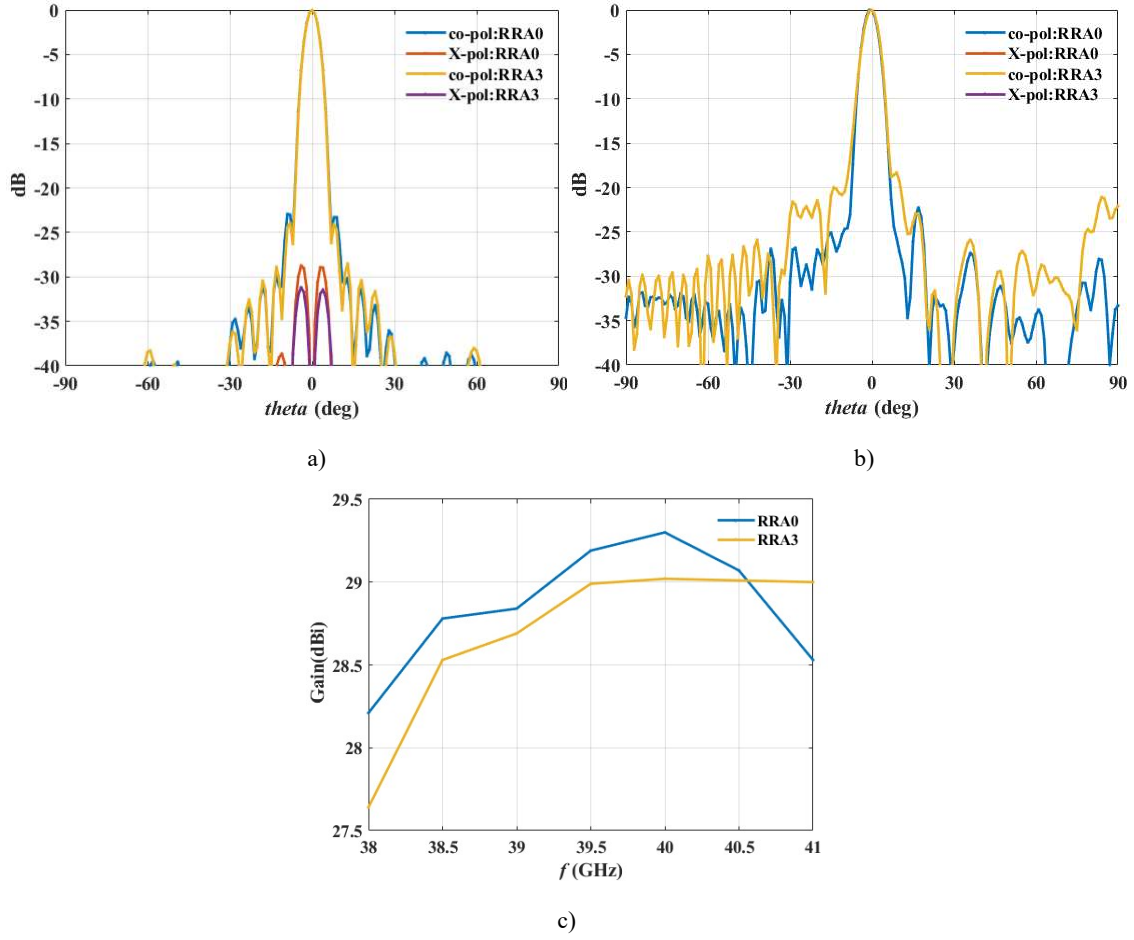 0
-5
-10
-15
-20
-25
-30
-35
-40
dB
-90
-60
-30
0
30
60
90
theta (deg)
co-pol:RRA0
X-pol:RRA0
co-pol:RRA3
X-pol:RRA3
a)
0
-5
-10
-15
-20
-25
-30
-35
-40
dB
-90
-60
-30
0
30
60
90
theta (deg)
co-pol:RRA0
X-pol:RRA0
co-pol:RRA3
X-pol:RRA3
b)
29.5
29
28.5
28
27.5
Gain(dBi)
38
38.5
39
39.5
40
40.5
41
f (GHz)
RRA0
RRA3
c)